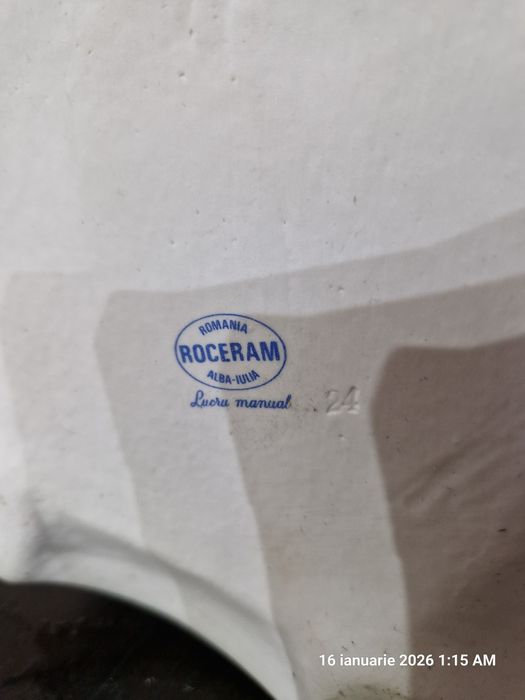 ROMANIA
ROCERAM
ALBA-IULIA
Lucru manual
24
16 ianuarie 2026 1:15 AM